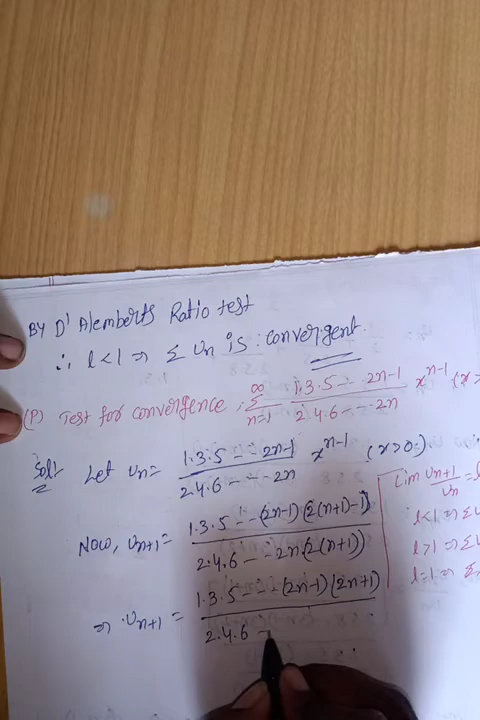 BY D' Alemberts Ratio test
∴ l < 1 ⇒ Σ Un is convergent.
(P) Test for convergence Σ_{n=1}^{∞} (1.3.5 - - 2n-1)/(2.4.6 - - - 2n) x^{n-1} (x >
Sol: Let Un = (1.3.5 - - - 2n-1)/(2.4.6 - - - 2n) x^{n-1} (x>0).
Now, Un+1 = (1.3.5 - - (2n-1)(2(n+1)-1))/(2.4.6 - - 2n(2(n+1))
⇒ Un+1 = (1.3.5 - - - (2n-1)(2n+1))/(2.4.6 -
Lim Un+1/Un = l
l<1 ⇒ Σ
l>1 ⇒ Σ
l=1 ⇒ Σ